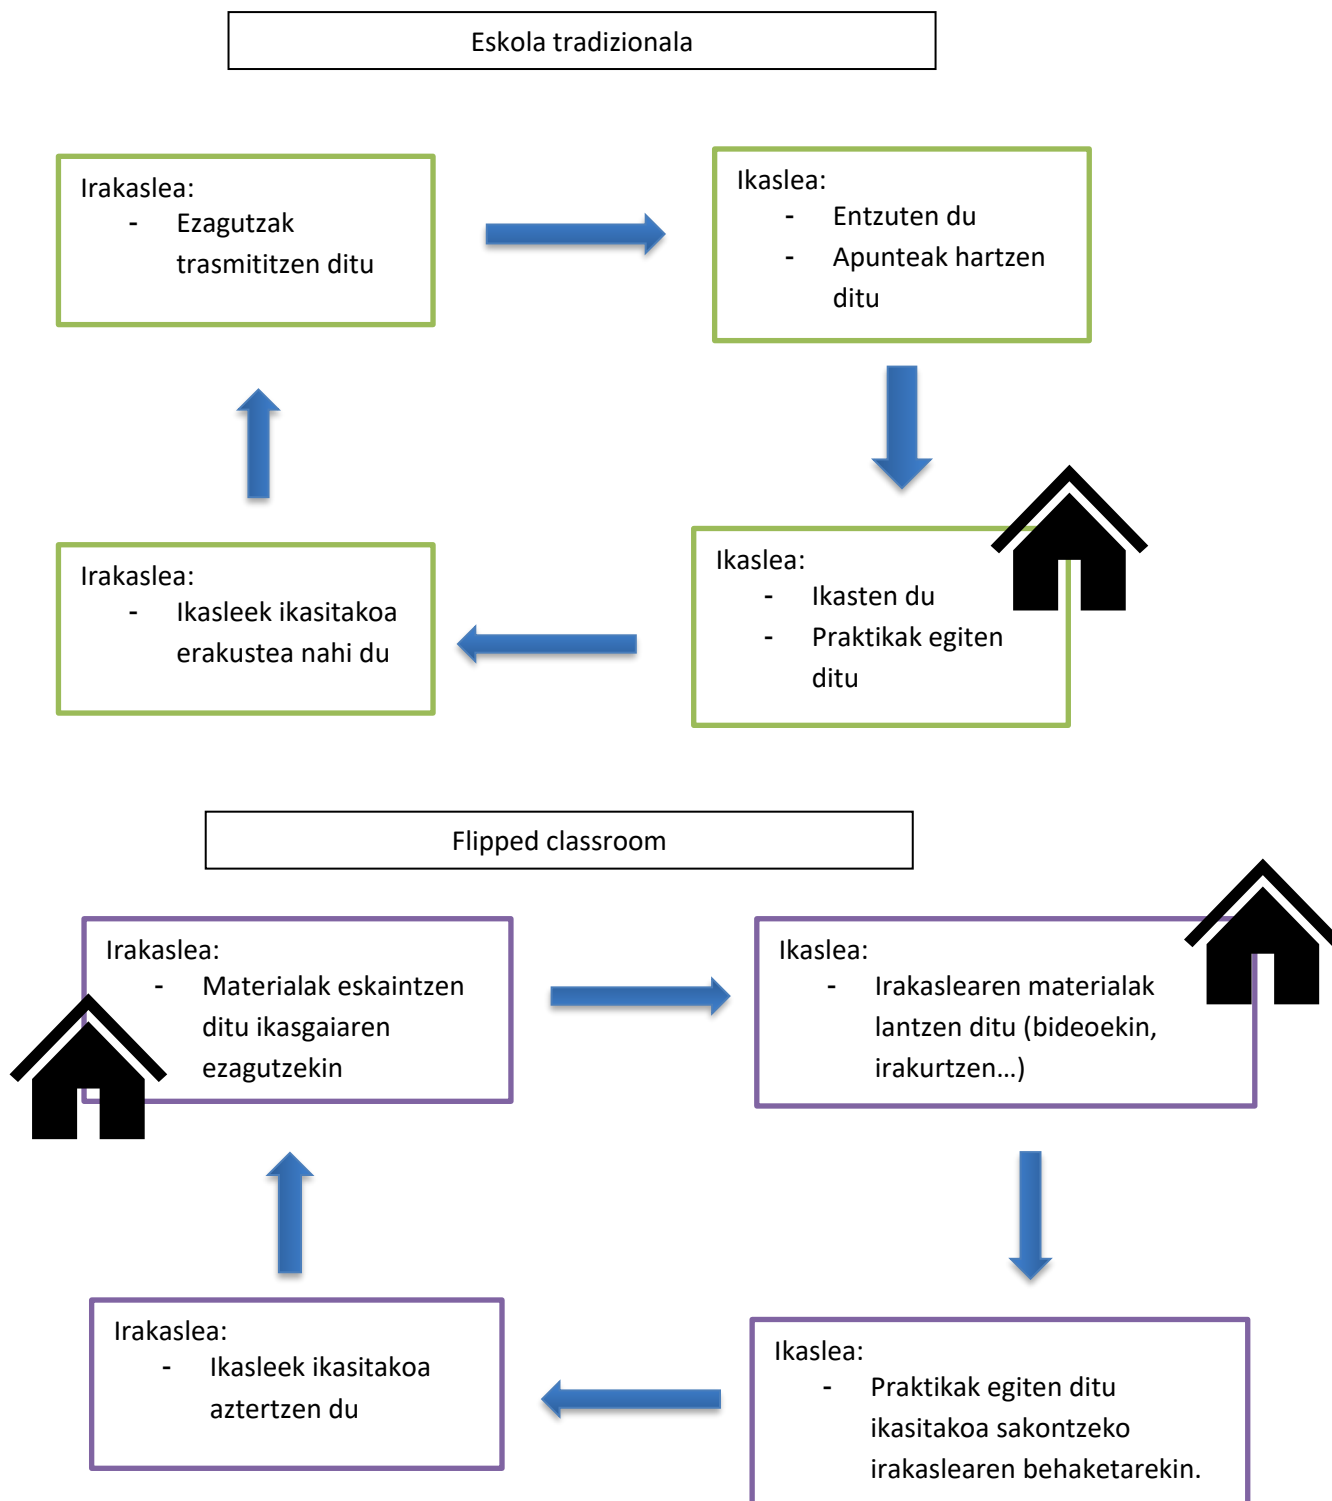 Eskola tradizionala
Irakaslea:
- Ezagutzak
trasmititzen ditu
Ikaslea:
- Entzuten du
- Apunteak hartzen
ditu
Irakaslea:
- Ikasleek ikasitakoa
erakustea nahi du
Ikaslea:
- Ikasten du
- Praktikak egiten
ditu
Flipped classroom
Irakaslea:
- Materialak eskaintzen
ditu ikasgaiaren
ezagutzekin
Ikaslea:
- Irakaslearen materialak
lantzen ditu (bideoekin,
irakurtzen…)
Irakaslea:
- Ikasleek ikasitakoa
aztertzen du
Ikaslea:
- Praktikak egiten ditu
ikasitakoa sakontzeko
irakaslearen behaketarekin.